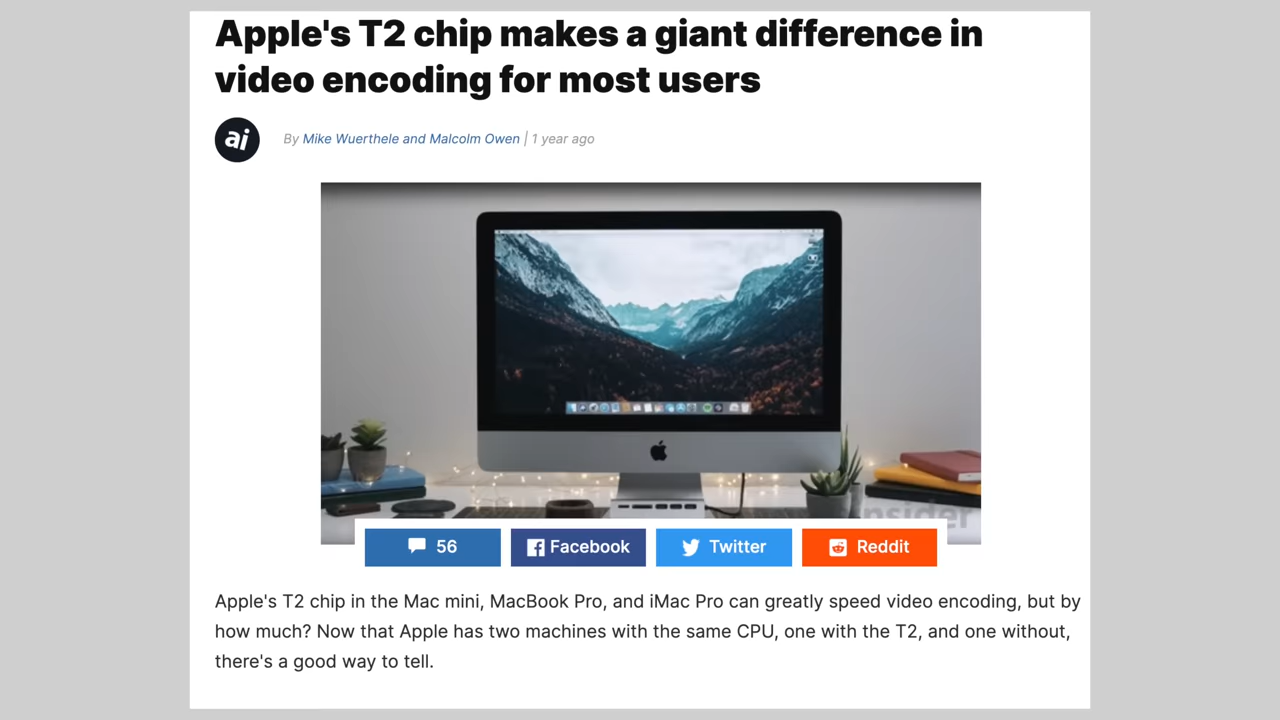 Apple's T2 chip makes a giant difference in
video encoding for most users
ai
By Mike Wuerthele and Malcolm Owen | 1 year ago
insider
56
Facebook
Twitter
Reddit
Apple's T2 chip in the Mac mini, MacBook Pro, and iMac Pro can greatly speed video encoding, but by
how much? Now that Apple has two machines with the same CPU, one with the T2, and one without,
there's a good way to tell.